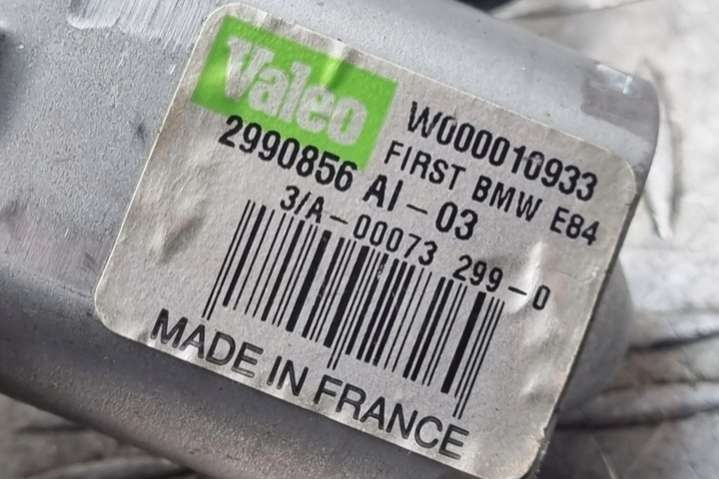 Valeo
W000010933
FIRST BMW E84
2990856 AI-03
3/A-00073 299-0
MADE IN FRANCE